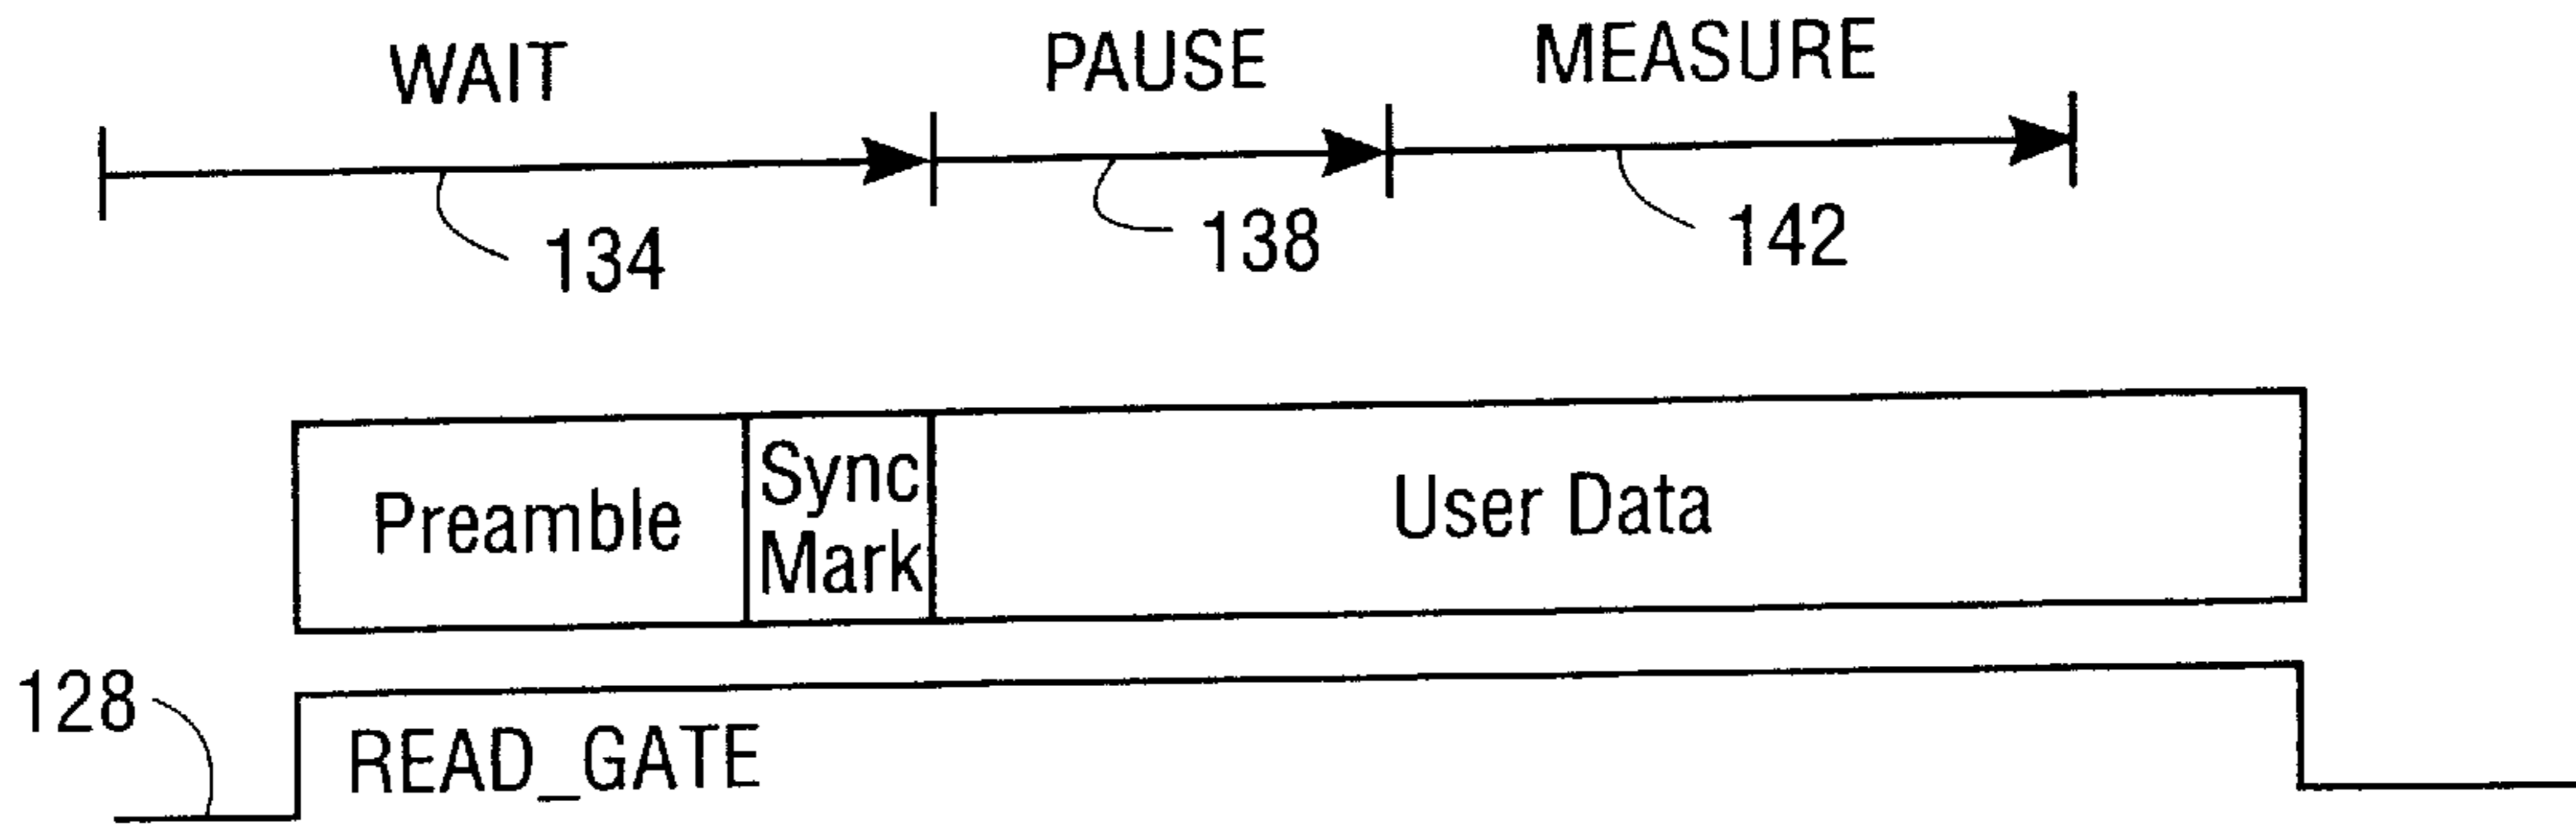 WAIT
PAUSE
MEASURE
134
138
142
Preamble
Sync
Mark
User Data
128
READ_GATE